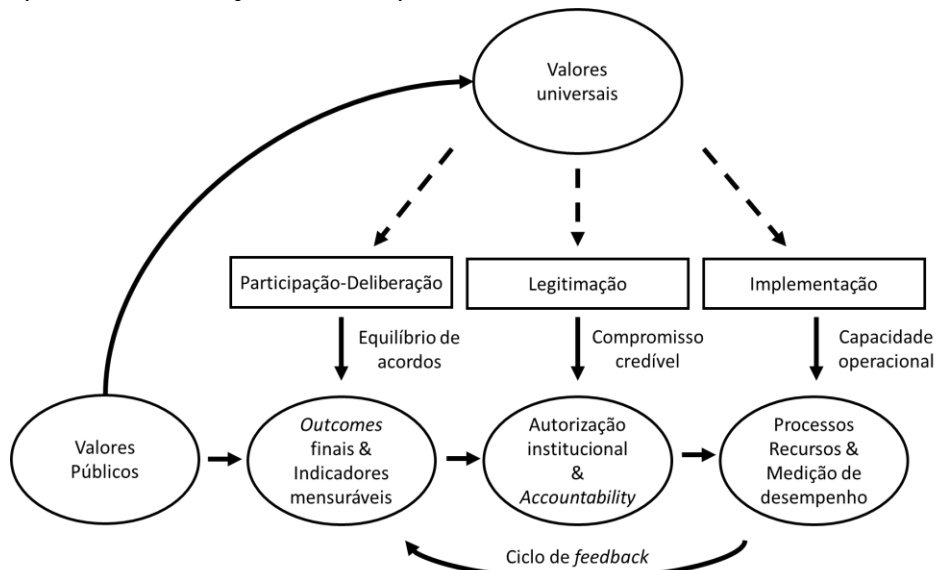 Valores
universais
Participação-Deliberação
Legitimação
Implementação
Equilíbrio de
acordos
Compromisso
credível
Capacidade
operacional
Valores
Públicos
Outcomes
finais &
Indicadores
mensuráveis
Autorização
institucional
&
Accountability
Processos
Recursos &
Medição de
desempenho
Ciclo de feedback